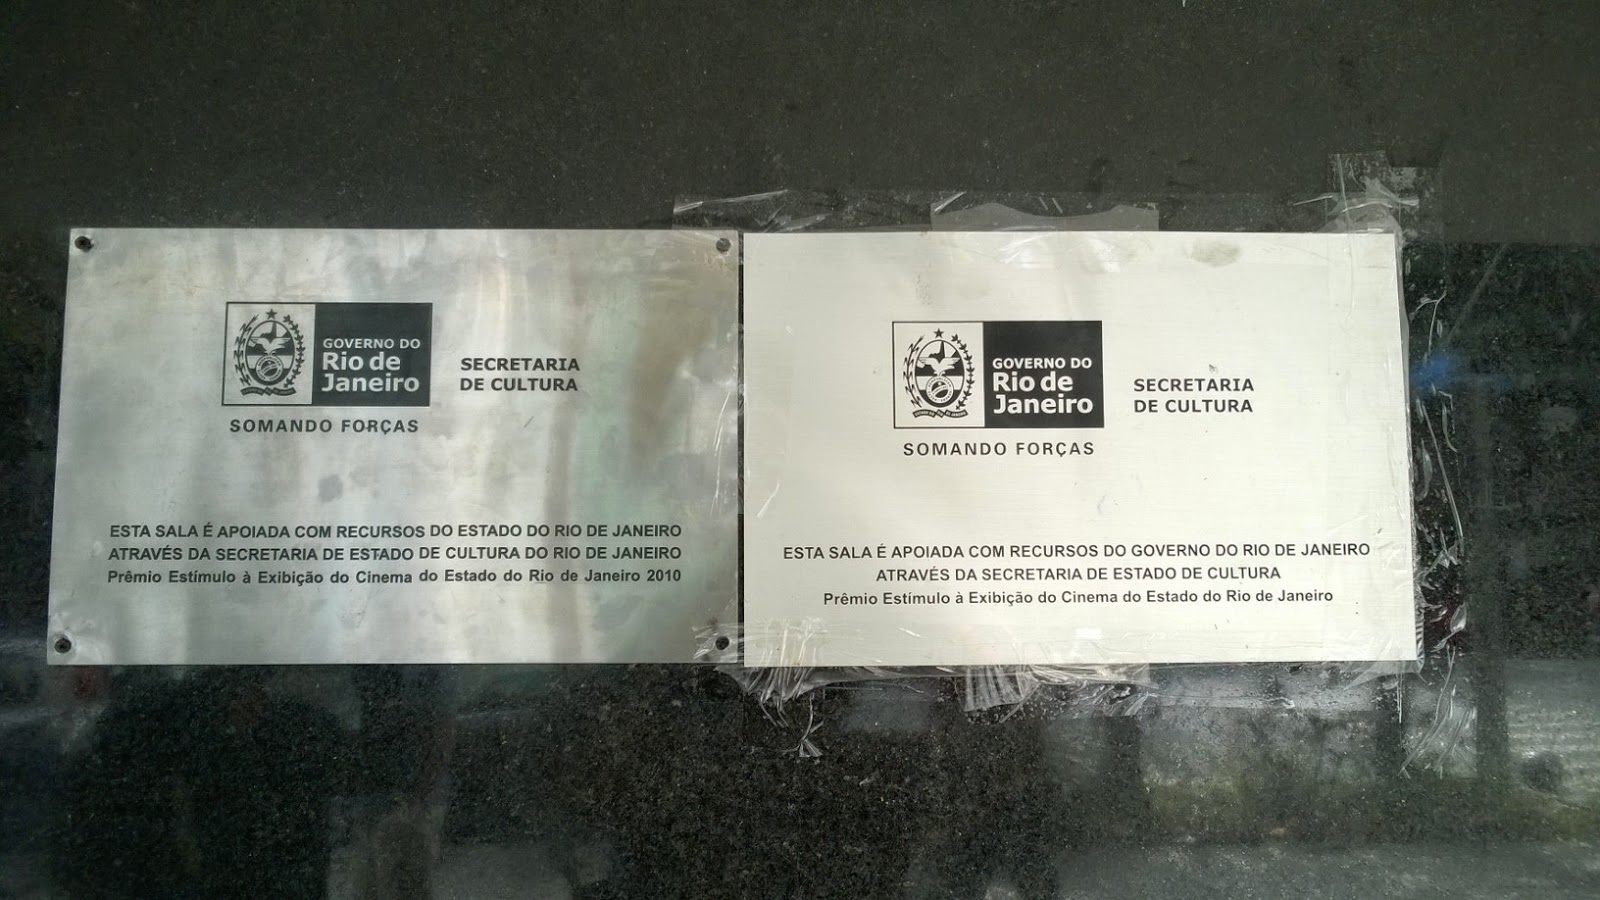 GOVERNO DO
Rio de
Janeiro
SECRETARIA
DE CULTURA
SOMANDO FORÇAS
ESTA SALA É APOIADA COM RECURSOS DO ESTADO DO RIO DE JANEIRO
ATRAVÉS DA SECRETARIA DE ESTADO DE CULTURA DO RIO DE JANEIRO
Prêmio Estímulo à Exibição do Cinema do Estado do Rio de Janeiro 2010
GOVERNO DO
Rio de
Janeiro
SECRETARIA
DE CULTURA
SOMANDO FORÇAS
ESTA SALA É APOIADA COM RECURSOS DO GOVERNO DO RIO DE JANEIRO
ATRAVÉS DA SECRETARIA DE ESTADO DE CULTURA
Prêmio Estímulo à Exibição do Cinema do Estado do Rio de Janeiro